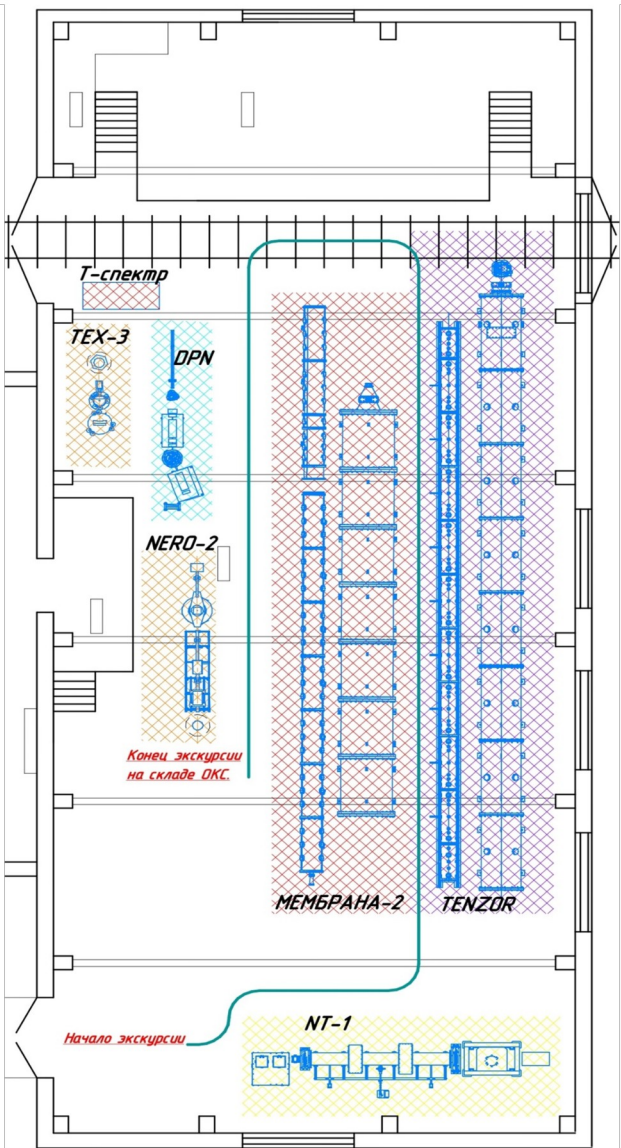 Т-спектр
TEX-3
DPN
NERO-2
Конец экскурсии
на складе ОКС.
МЕМБРАНА-2
TENZOR
Начало экскурсии
NT-1